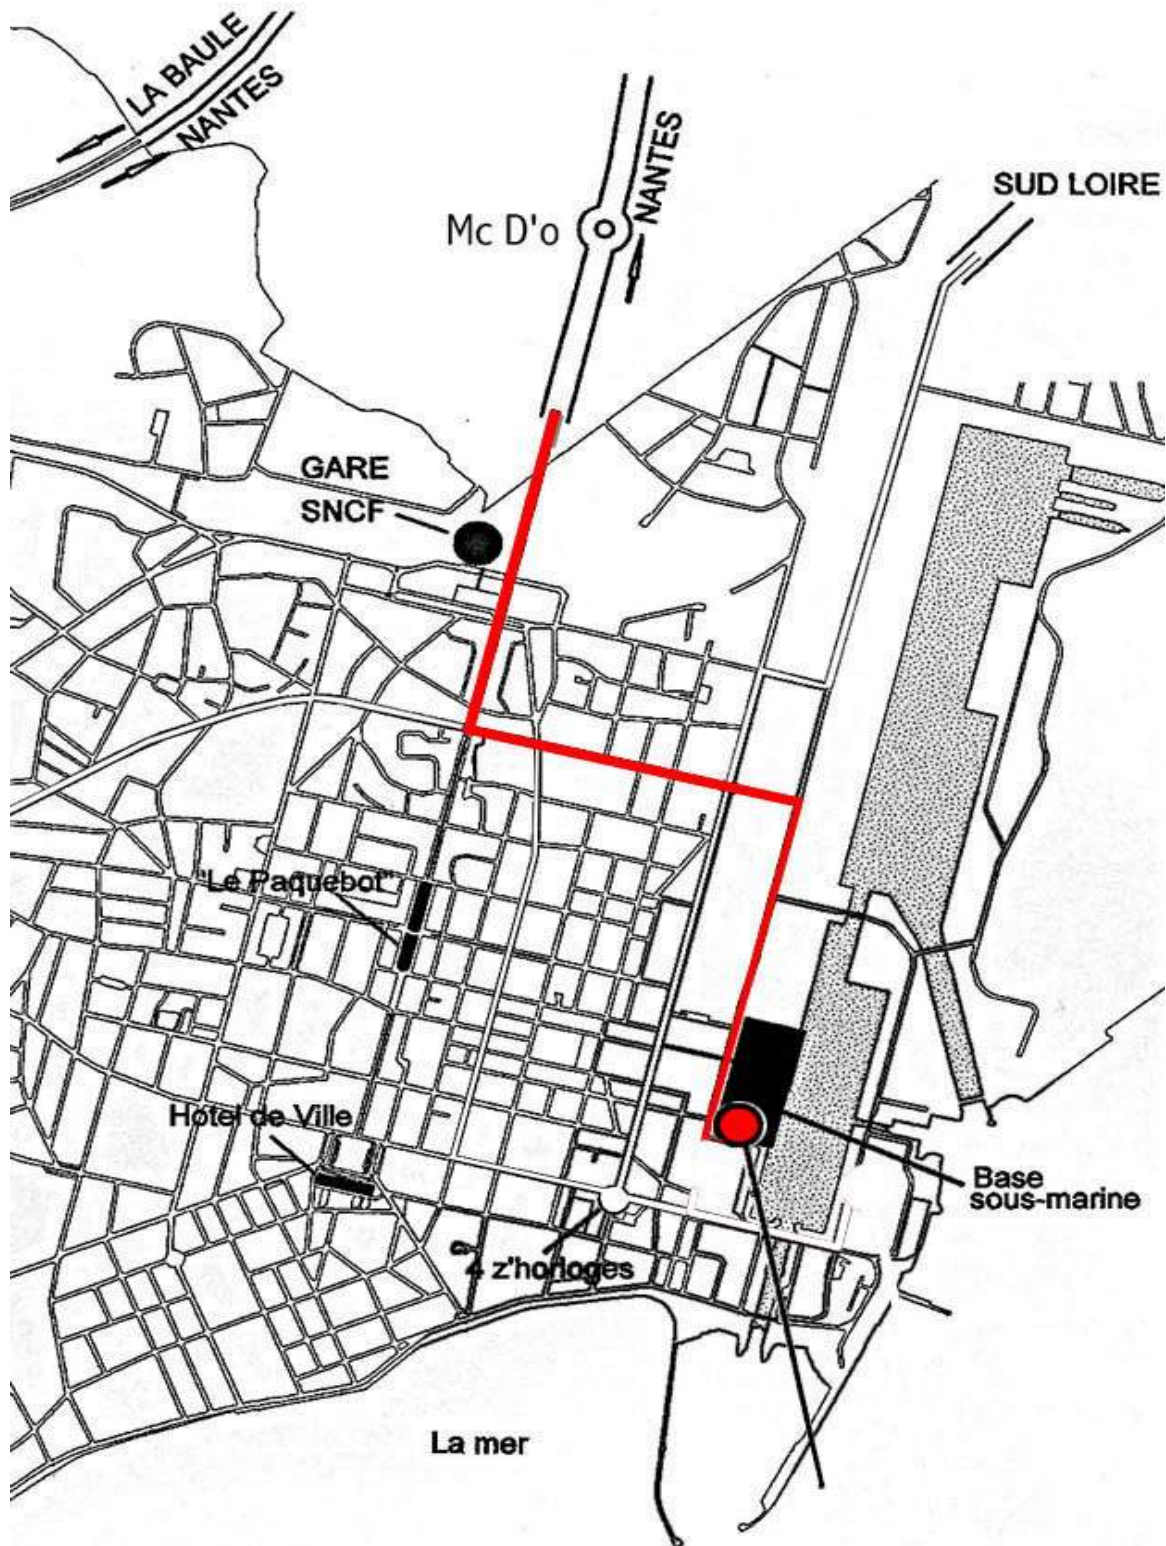 LA BAULE
NANTES
NANTES
SUD LOIRE
Mc D'o
GARE
SNCF
"Le Paquebot"
Hotel de Ville
Base
sous-marine
4 z'horloges
La mer